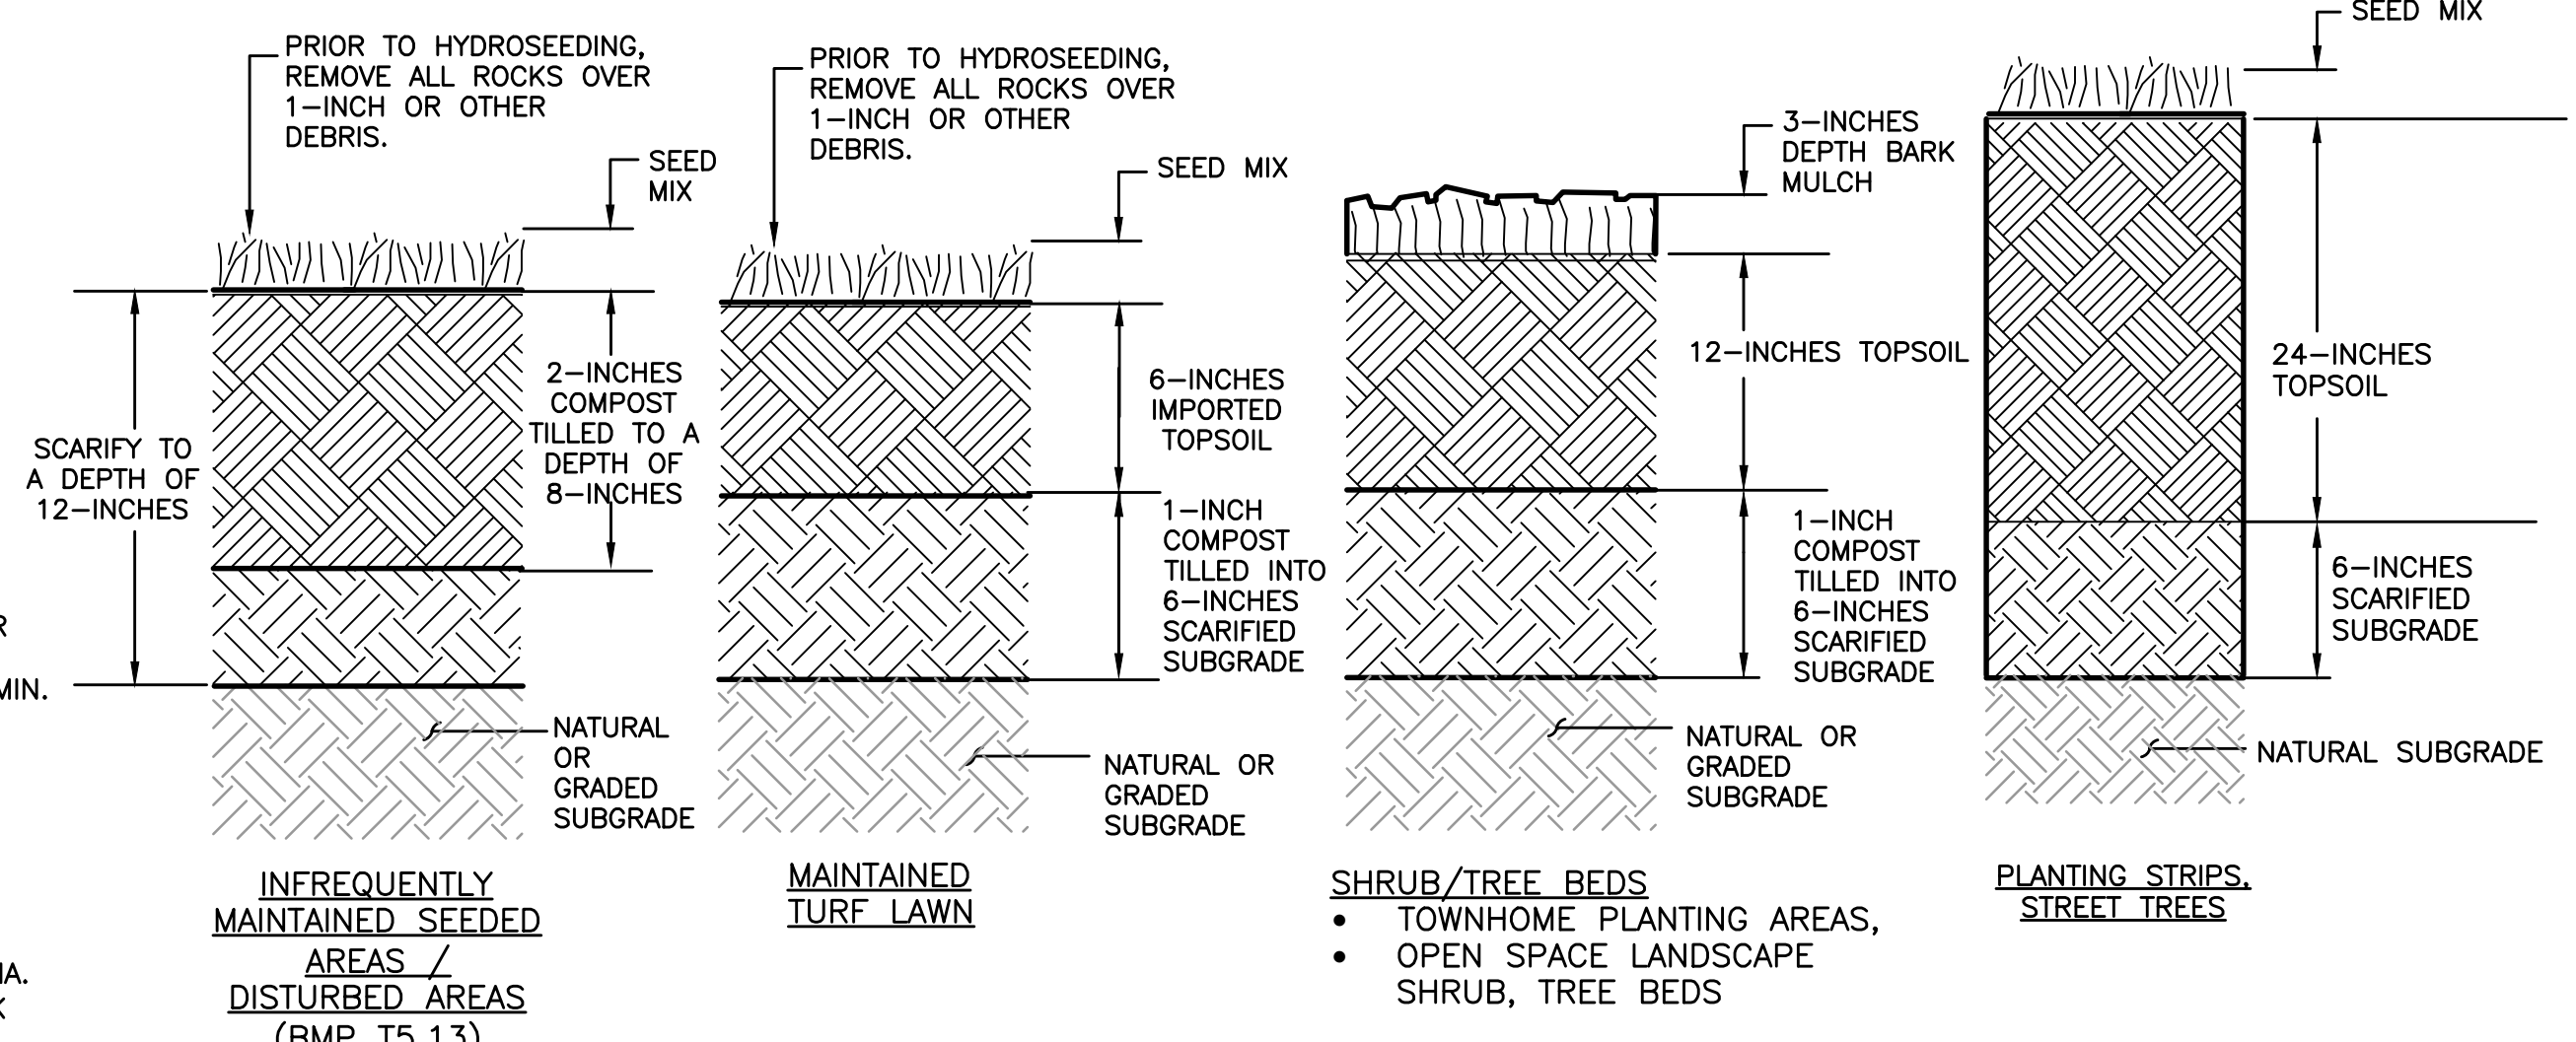 PRIOR TO HYDROSEEDING,
REMOVE ALL ROCKS OVER
1-INCH OR OTHER
DEBRIS.
SEED
MIX
SCARIFY TO
A DEPTH OF
12-INCHES
2-INCHES
COMPOST
TILLED TO A
DEPTH OF
8-INCHES
NATURAL
OR
GRADED
SUBGRADE
INFREQUENTLY
MAINTAINED SEEDED
AREAS /
DISTURBED AREAS
(BMP T5.13)
MIN.
PRIOR TO HYDROSEEDING,
REMOVE ALL ROCKS OVER
1-INCH OR OTHER
DEBRIS.
SEED MIX
6-INCHES
IMPORTED
TOPSOIL
1-INCH
COMPOST
TILLED INTO
6-INCHES
SCARIFIED
SUBGRADE
NATURAL OR
GRADED
SUBGRADE
MAINTAINED
TURF LAWN
3-INCHES
DEPTH BARK
MULCH
12-INCHES TOPSOIL
1-INCH
COMPOST
TILLED INTO
6-INCHES
SCARIFIED
SUBGRADE
NATURAL OR
GRADED
SUBGRADE
SHRUB/TREE BEDS
• TOWNHOME PLANTING AREAS,
• OPEN SPACE LANDSCAPE
SHRUB, TREE BEDS
SEED MIX
24-INCHES
TOPSOIL
6-INCHES
SCARIFIED
SUBGRADE
NATURAL SUBGRADE
PLANTING STRIPS,
STREET TREES